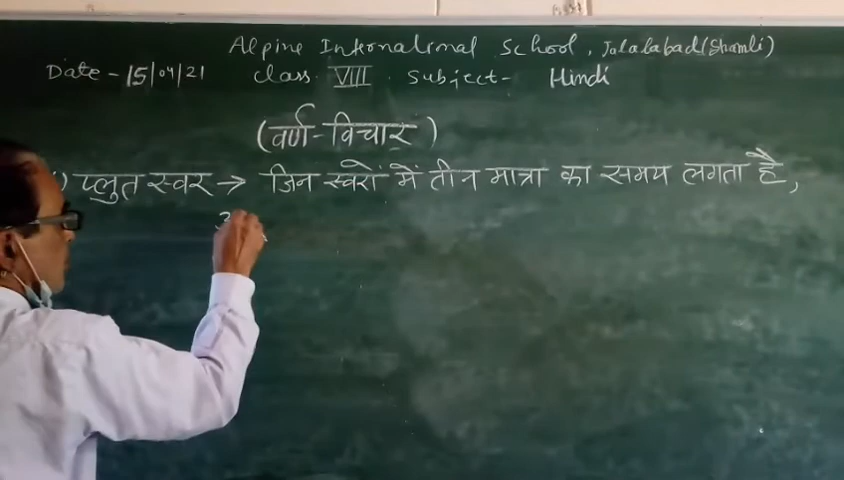 Alpine International School, Jalalabad (Shamli)
Date - 15/04/21 Class VIII Subject - Hindi
(वर्ण-विचार)
) प्लुत स्वर → जिन स्वरों में तीन मात्रा का समय लगता है,